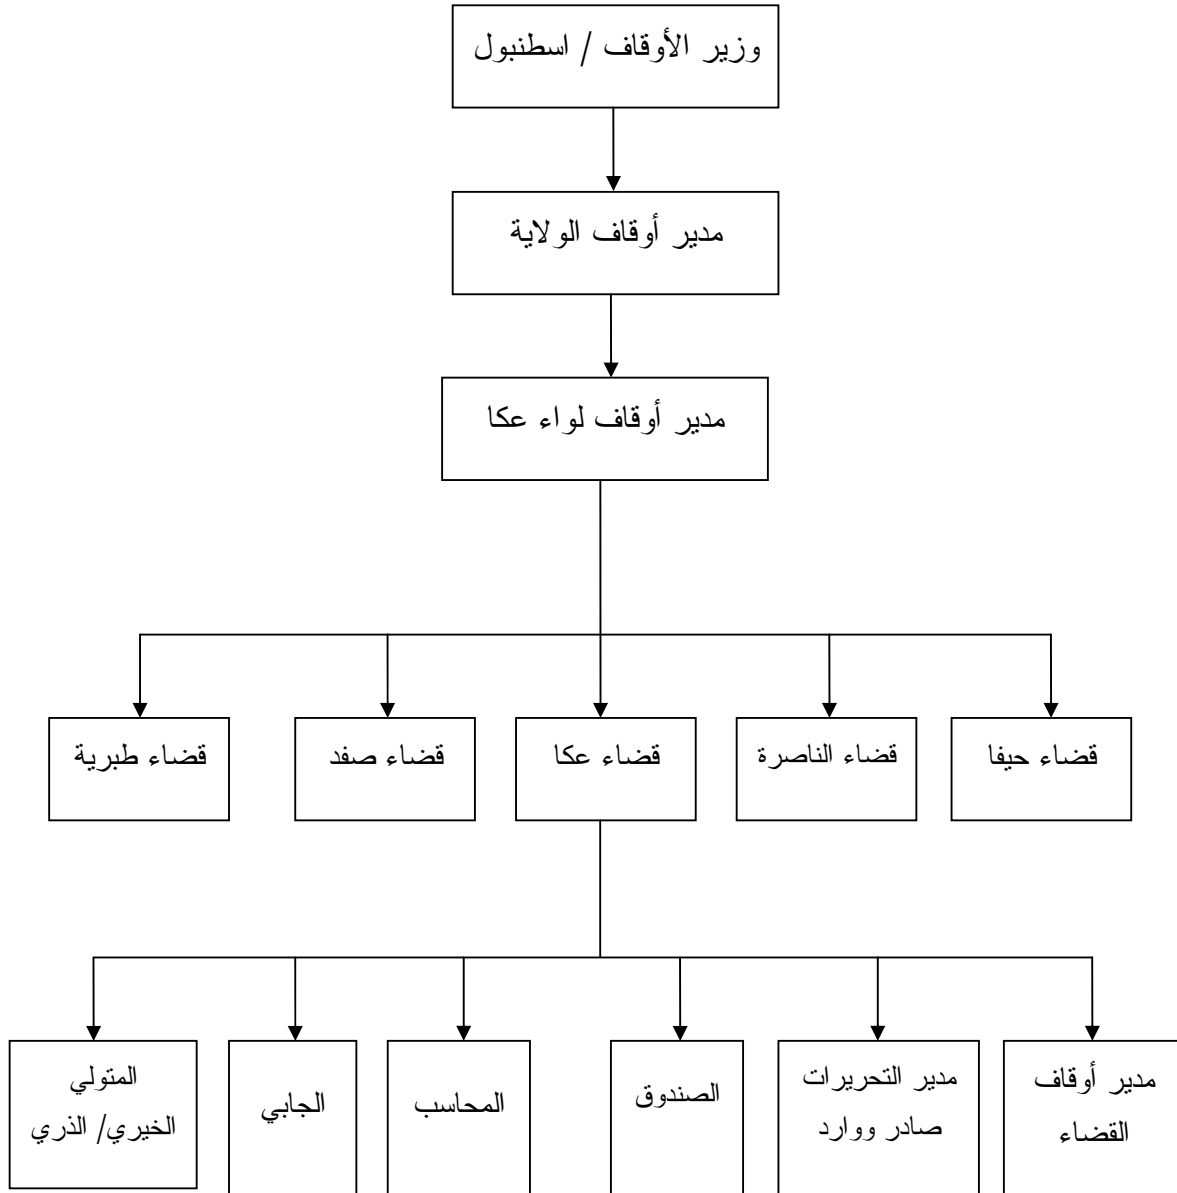 وزير الأوقاف / اسطنبول
مدير أوقاف الولاية
مدير أوقاف لواء عكا
قضاء حيفا
قضاء الناصرة
قضاء عكا
قضاء صفد
قضاء طبرية
مدير أوقاف
القضاء
مدير التحريرات
صادر ووارد
الصندوق
المحاسب
الجابي
المتولي
الخيري/ الذري